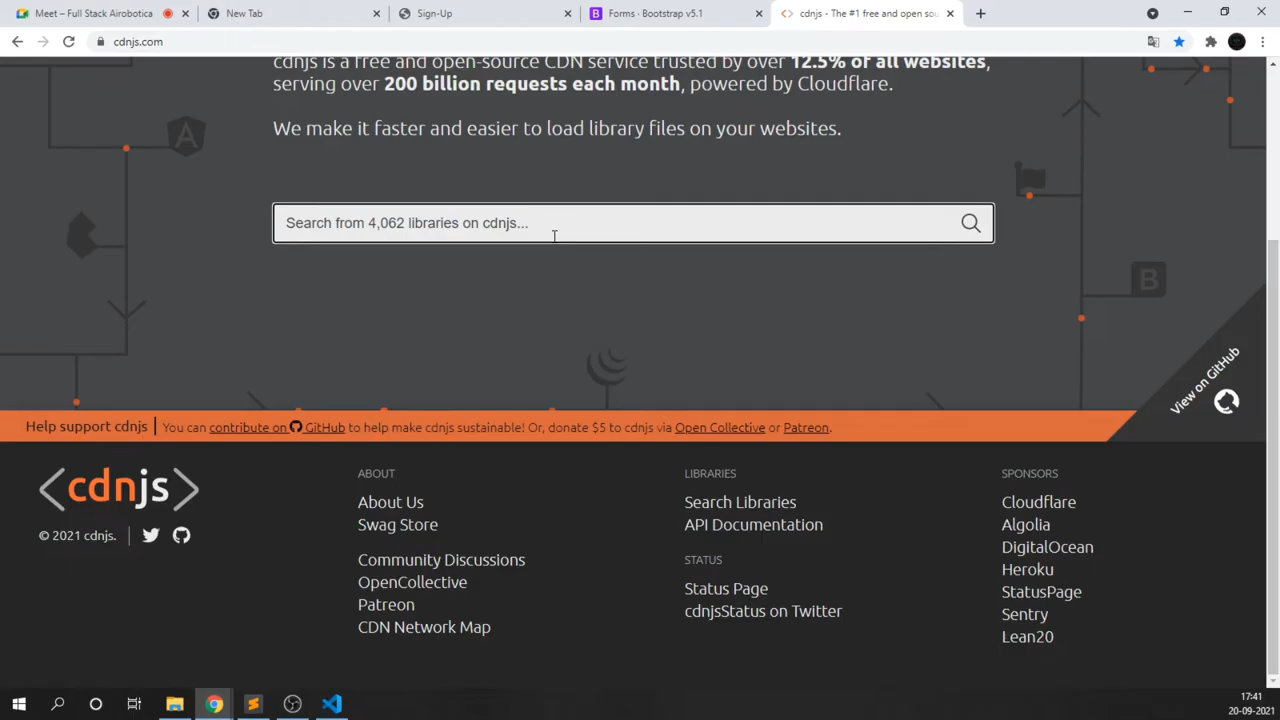 Meet – Full Stack Airobotica
New Tab
Sign-Up
Forms · Bootstrap v5.1
cdnjs - The #1 free and open sou
cdnjs.com
cdnjs is a free and open-source CDN service trusted by over 12.5% of all websites,
serving over 200 billion requests each month, powered by Cloudflare.
We make it faster and easier to load library files on your websites.
Search from 4,062 libraries on cdnjs...
View on GitHub
Help support cdnjs
You can contribute on GitHub to help make cdnjs sustainable! Or, donate $5 to cdnjs via Open Collective or Patreon.
<cdnjs>
© 2021 cdnjs.
ABOUT
About Us
Swag Store
Community Discussions
OpenCollective
Patreon
CDN Network Map
LIBRARIES
Search Libraries
API Documentation
STATUS
Status Page
cdnjsStatus on Twitter
SPONSORS
Cloudflare
Algolia
DigitalOcean
Heroku
StatusPage
Sentry
Lean20
17:41
20-09-2021